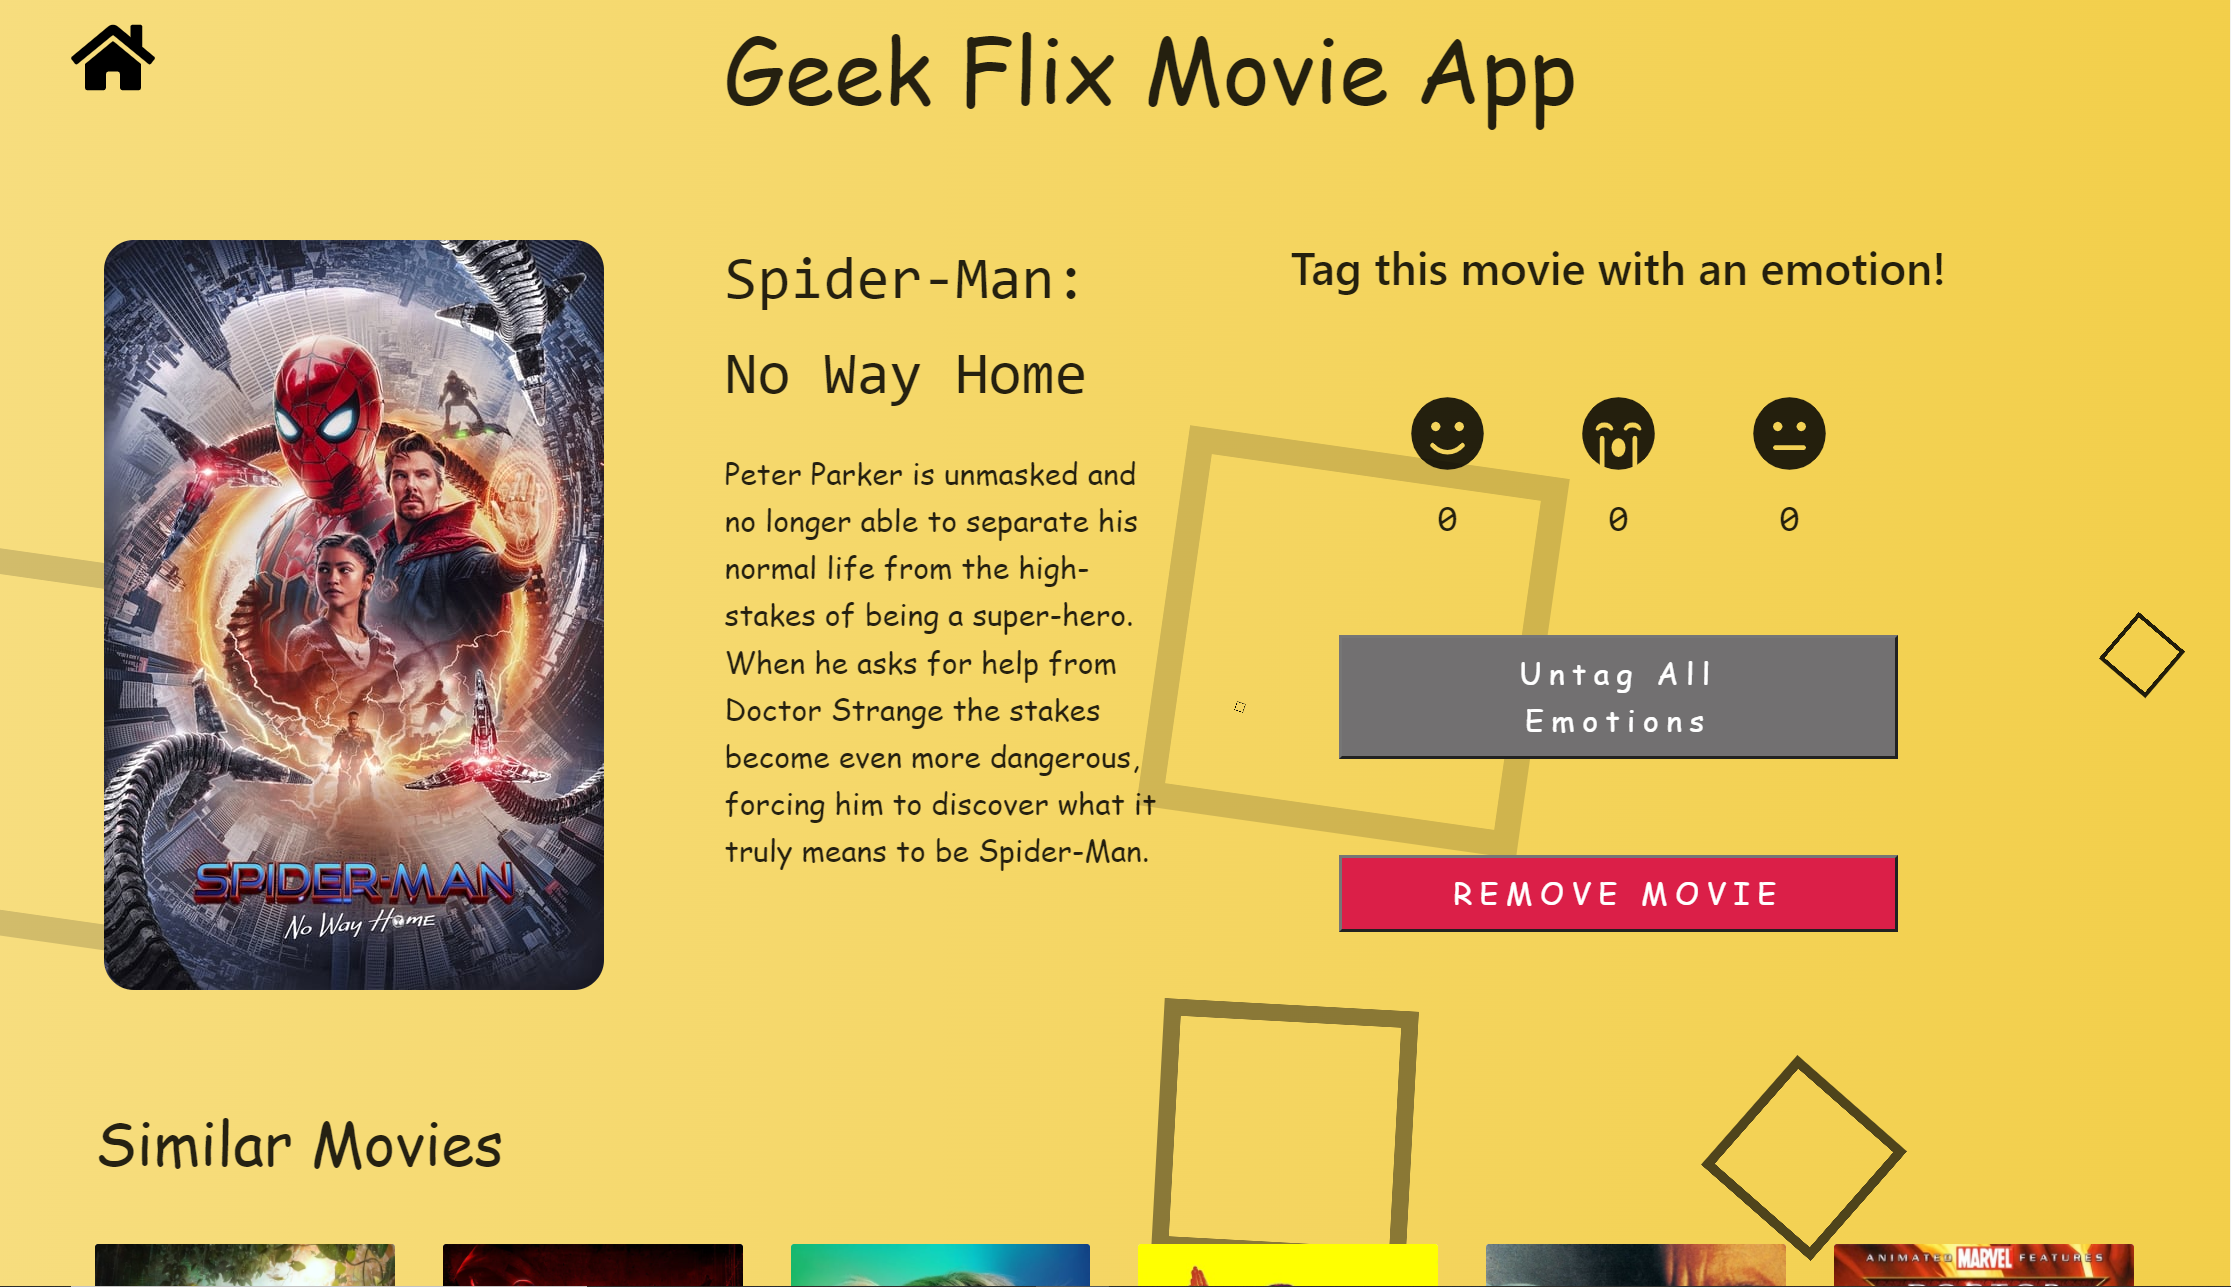 Geek Flix Movie App
Spider-Man:
No Way Home
Peter Parker is unmasked and
no longer able to separate his
normal life from the high-
stakes of being a super-hero.
When he asks for help from
Doctor Strange the stakes
become even more dangerous,
forcing him to discover what it
truly means to be Spider-Man.
Tag this movie with an emotion!
0 0 0
Untag All
Emotions
REMOVE MOVIE
SPIDER-MAN
No Way Home
Similar Movies
ANIMATED MARVEL FEATURES